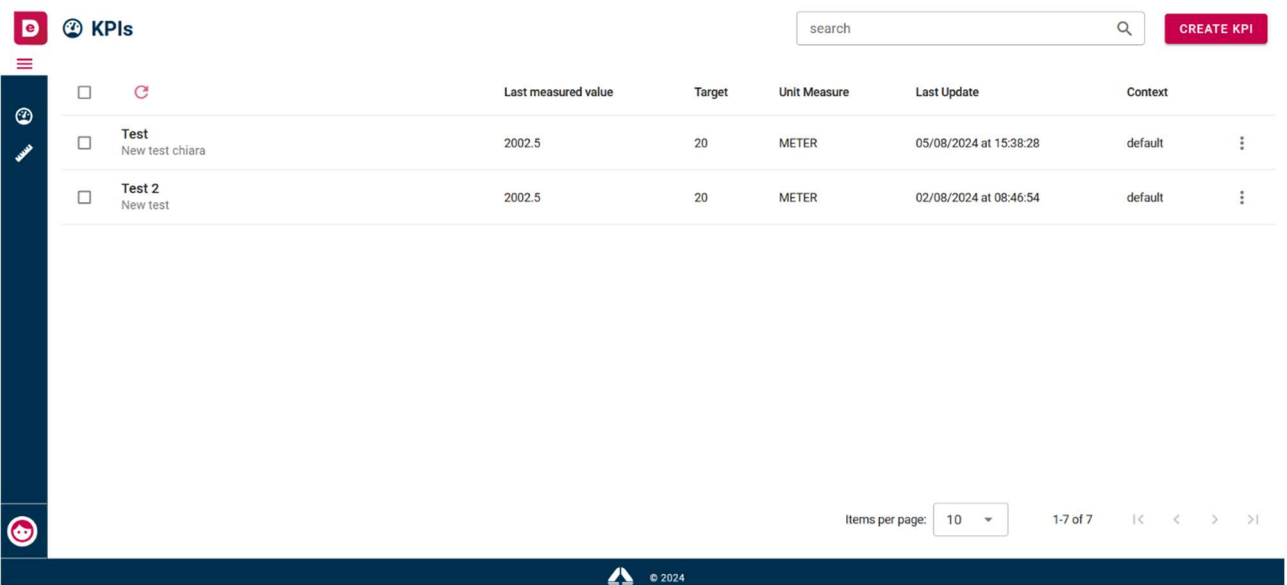 e
KPIs
search
CREATE KPI
Last measured value Target Unit Measure Last Update Context
Test
New test chiara
2002.5 20 METER 05/08/2024 at 15:38:28 default
Test 2
New test
2002.5 20 METER 02/08/2024 at 08:46:54 default
Items per page: 10 1-7 of 7
© 2024